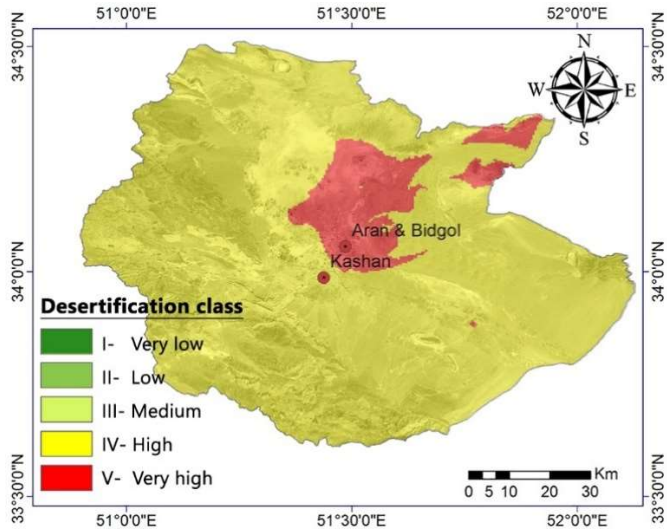 51°0'0"E 51°30'0"E 52°0'0"E
34°30'0"N 34°30'0"N
N
W E
S
Aran & Bidgol
34°0'0"N 34°0'0"N
Kashan
Desertification class
I- Very low
II- Low
III- Medium
IV- High
V- Very high
Km
0 5 10 20 30
33°30'0"N 33°30'0"N
51°0'0"E 51°30'0"E 52°0'0"E